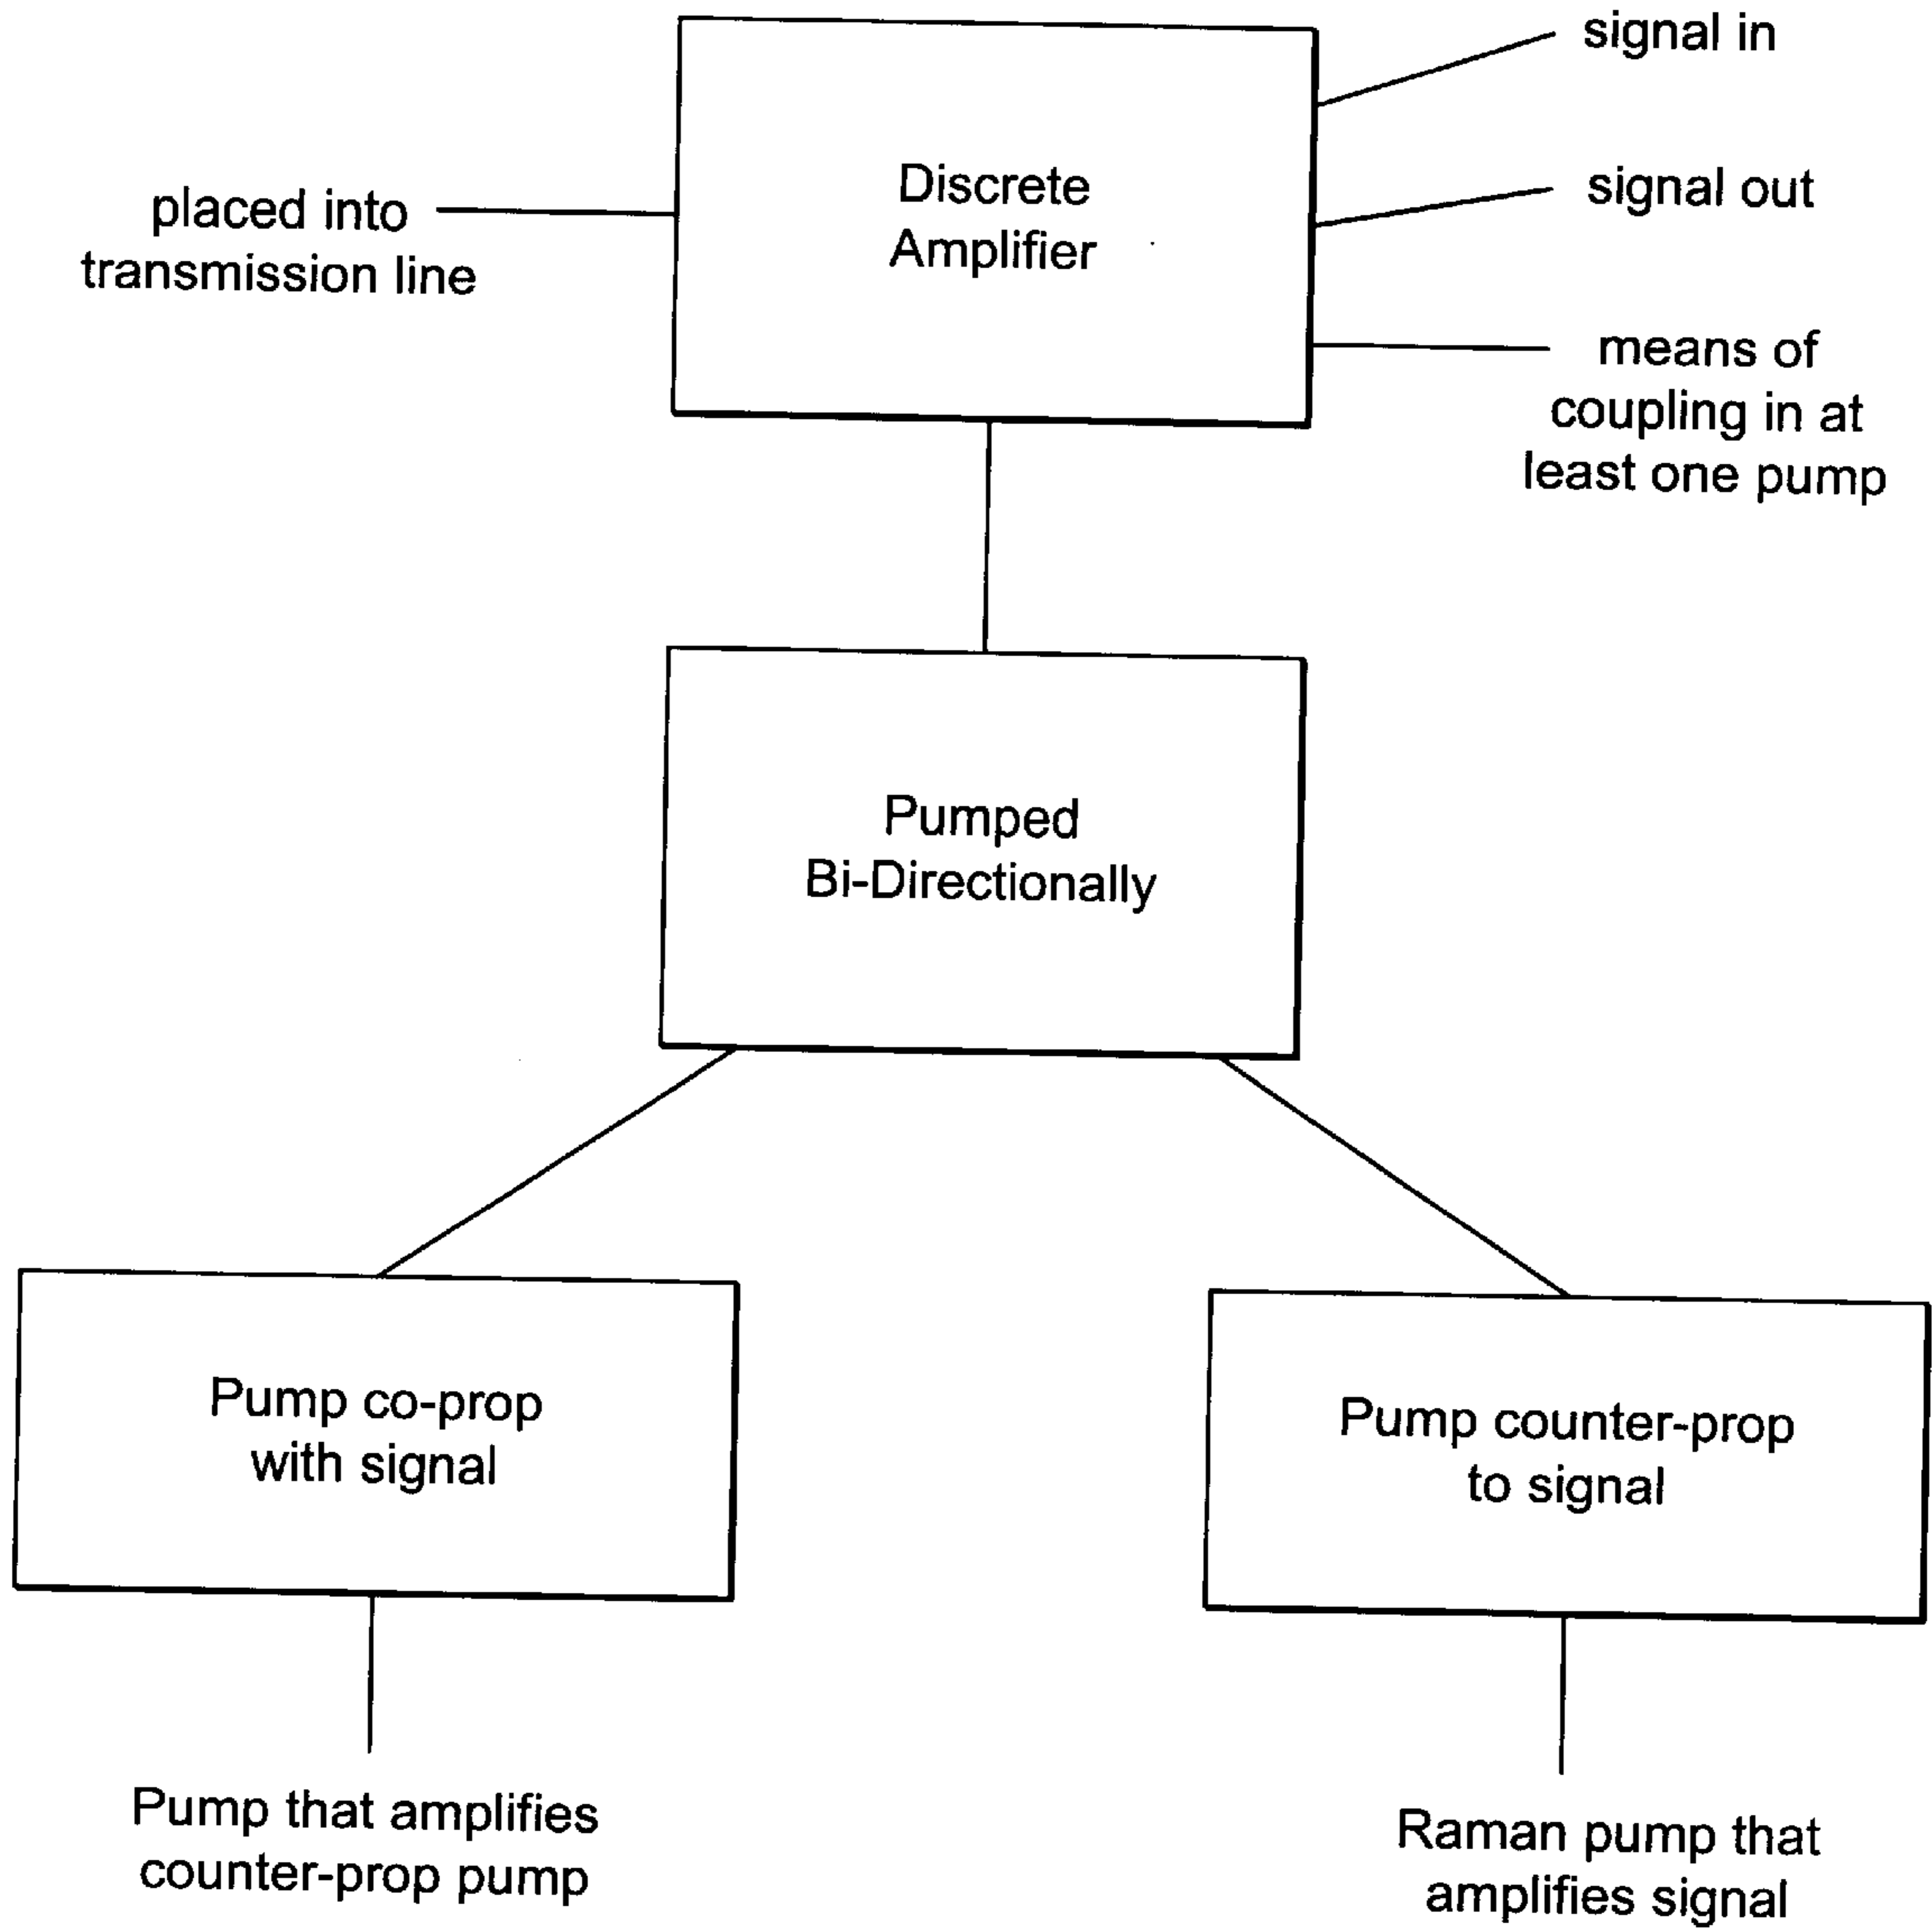 signal in
Discrete
Amplifier
signal out
placed into
transmission line
means of
coupling in at
least one pump
Pumped
Bi-Directionally
Pump co-prop
with signal
Pump counter-prop
to signal
Pump that amplifies
counter-prop pump
Raman pump that
amplifies signal